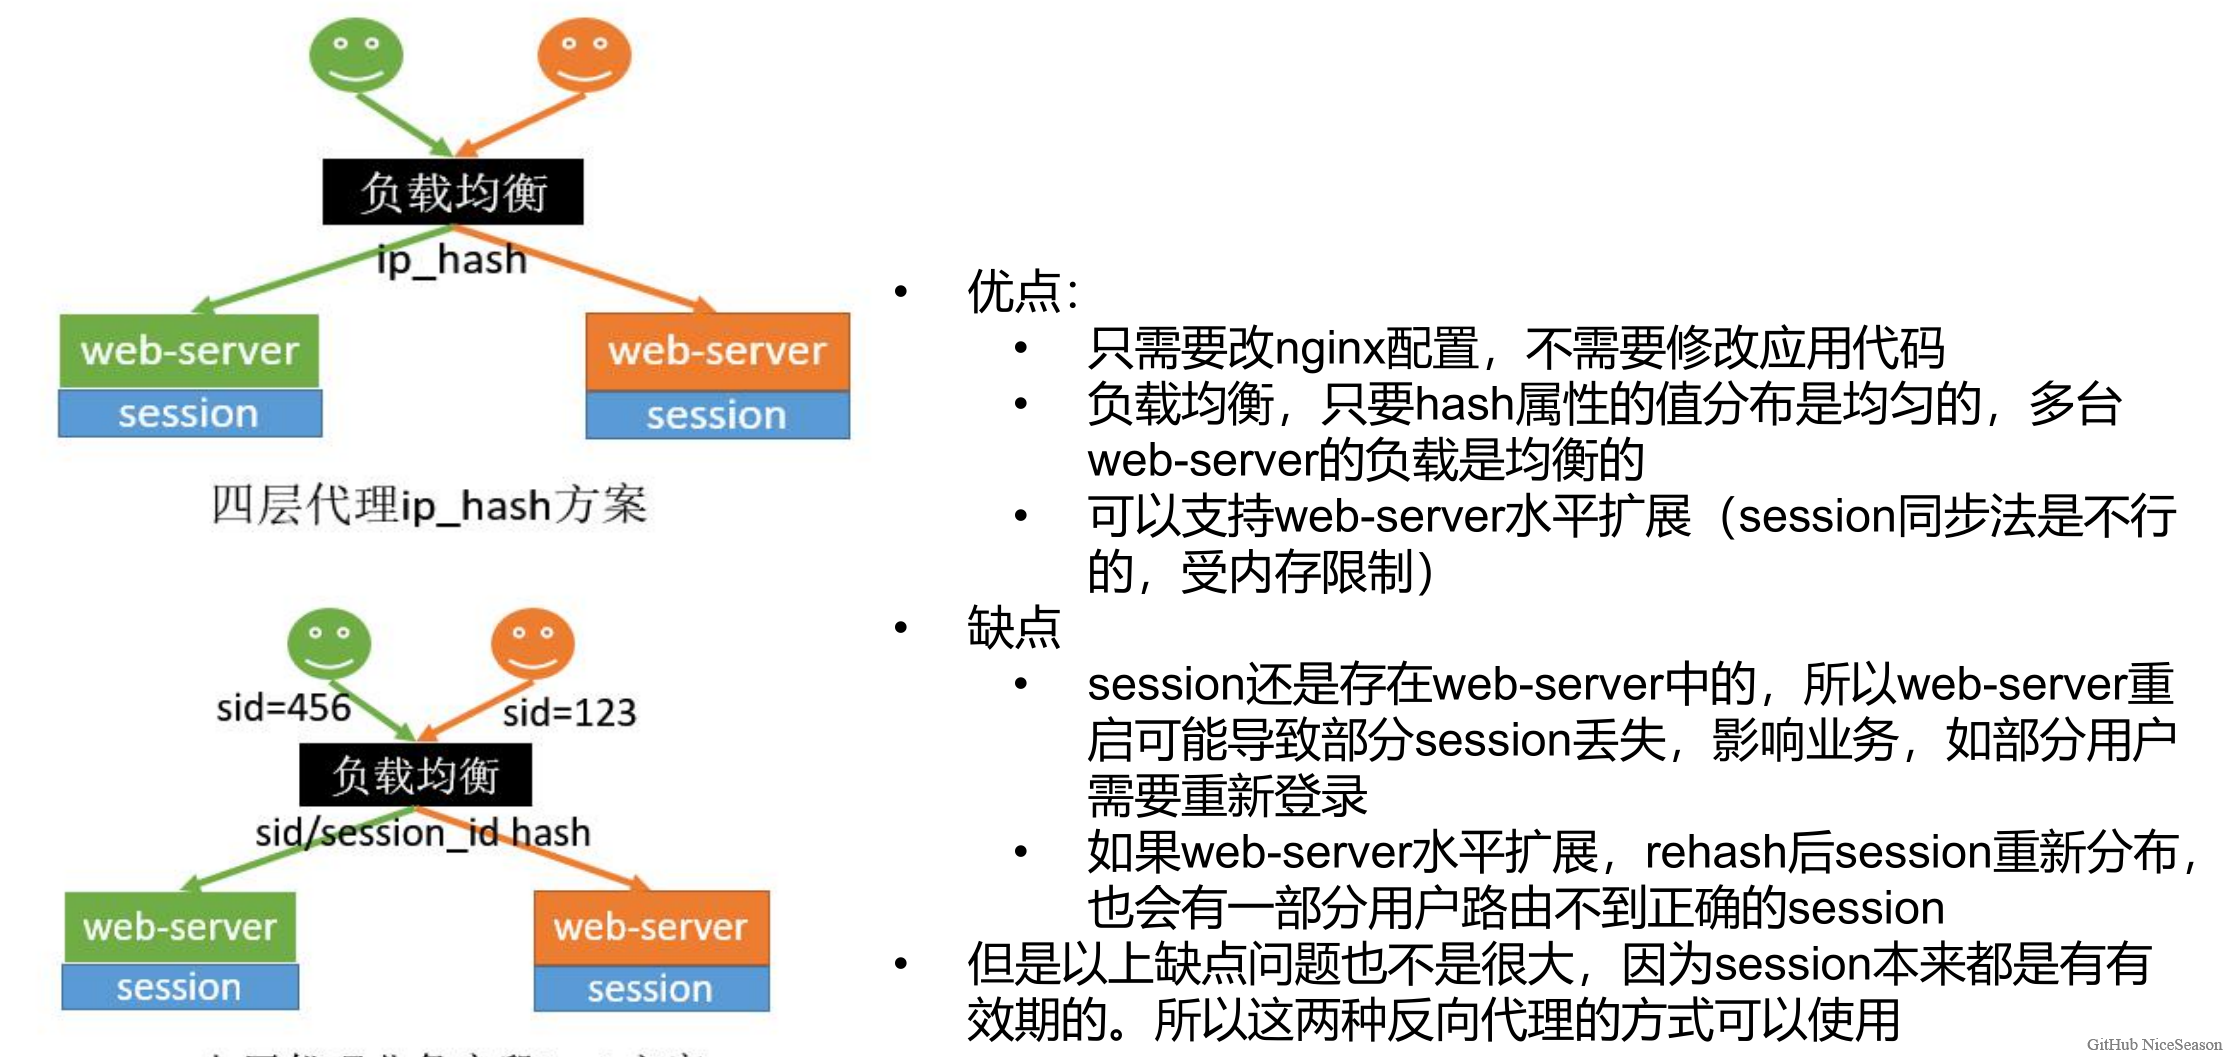 负载均衡
ip_hash
web-server
web-server
session
session
四层代理ip_hash方案
sid=456
sid=123
负载均衡
sid/session_id hash
web-server
web-server
session
session
• 优点：
• 只需要改nginx配置，不需要修改应用代码
• 负载均衡，只要hash属性的值分布是均匀的，多台
web-server的负载是均衡的
• 可以支持web-server水平扩展（session同步法是不行
的，受内存限制）
• 缺点
• session还是存在web-server中的，所以web-server重
启可能导致部分session丢失，影响业务，如部分用户
需要重新登录
• 如果web-server水平扩展，rehash后session重新分布，
也会有一部分用户路由不到正确的session
• 但是以上缺点问题也不是很大，因为session本来都是有有
效期的。所以这两种反向代理的方式可以使用
GitHub NiceSeason